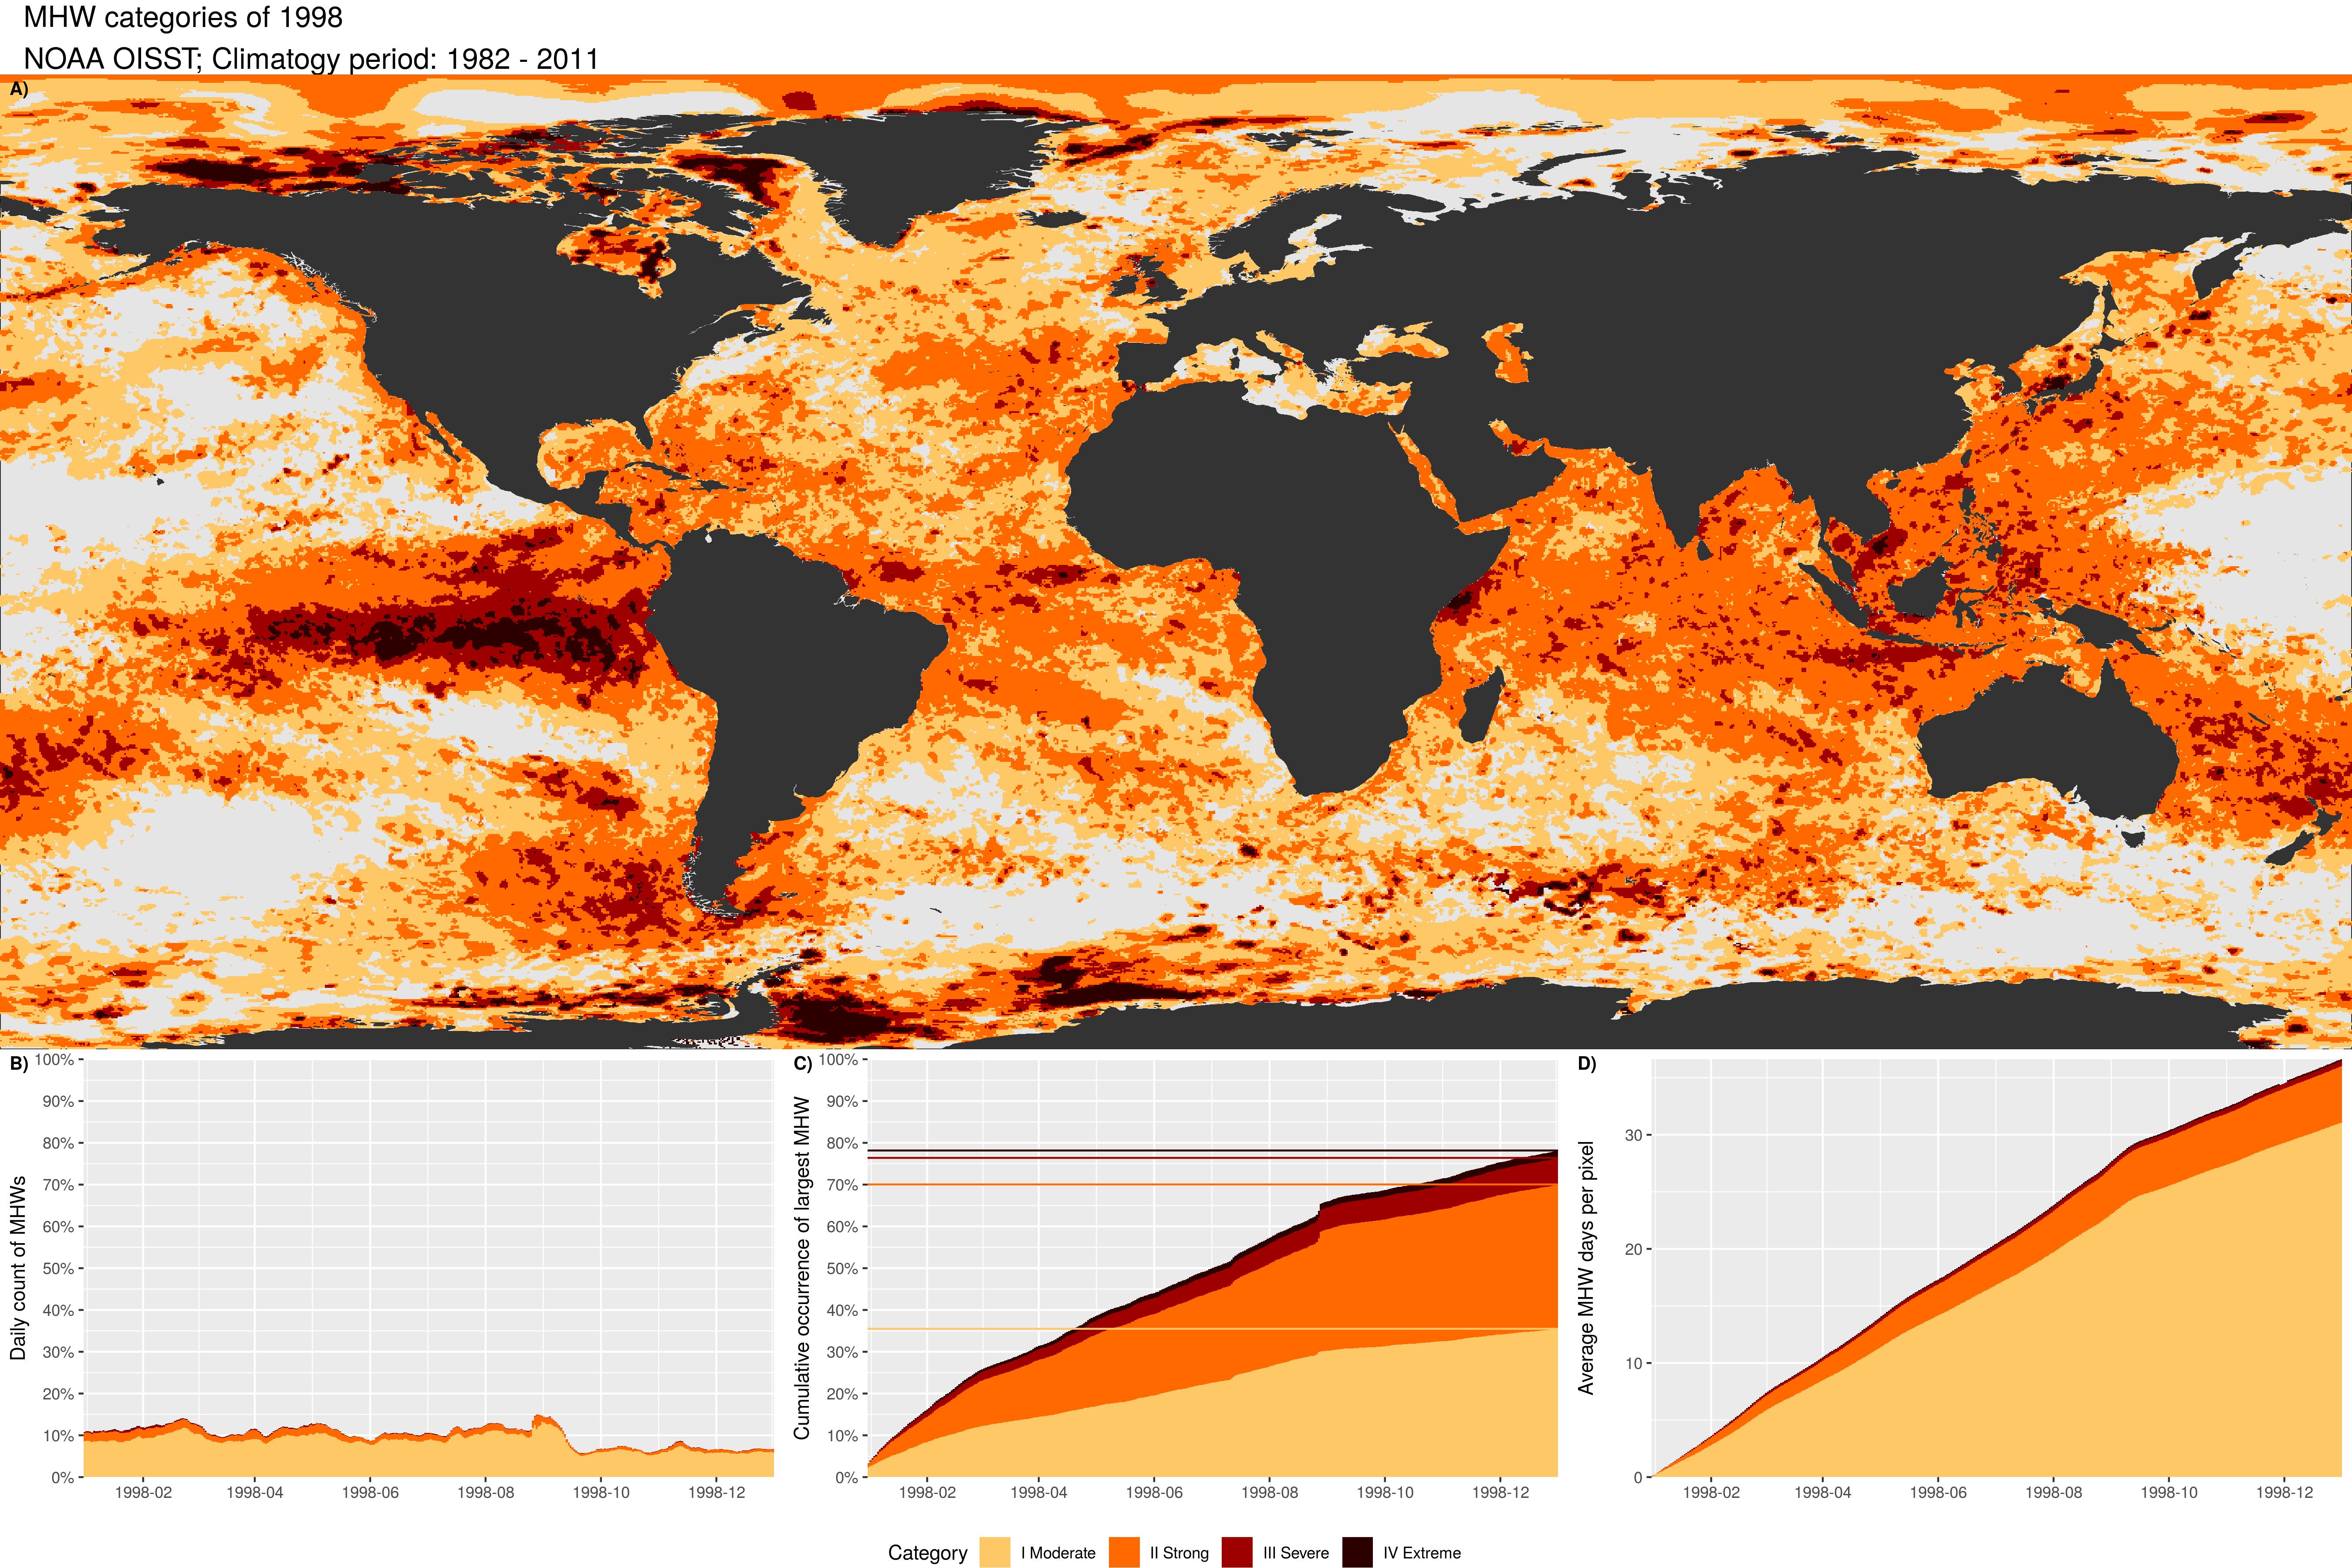 MHW categories of 1998
NOAA OISST; Climatogy period: 1982 - 2011
A)
B)
100%
90%
80%
70%
60%
50%
40%
30%
20%
10%
0%
Daily count of MHWs
1998-02 1998-04 1998-06 1998-08 1998-10 1998-12
C)
100%
90%
80%
70%
60%
50%
40%
30%
20%
10%
0%
Cumulative occurrence of largest MHW
1998-02 1998-04 1998-06 1998-08 1998-10 1998-12
D)
30
20
10
0
Average MHW days per pixel
1998-02 1998-04 1998-06 1998-08 1998-10 1998-12
Category I Moderate II Strong III Severe IV Extreme